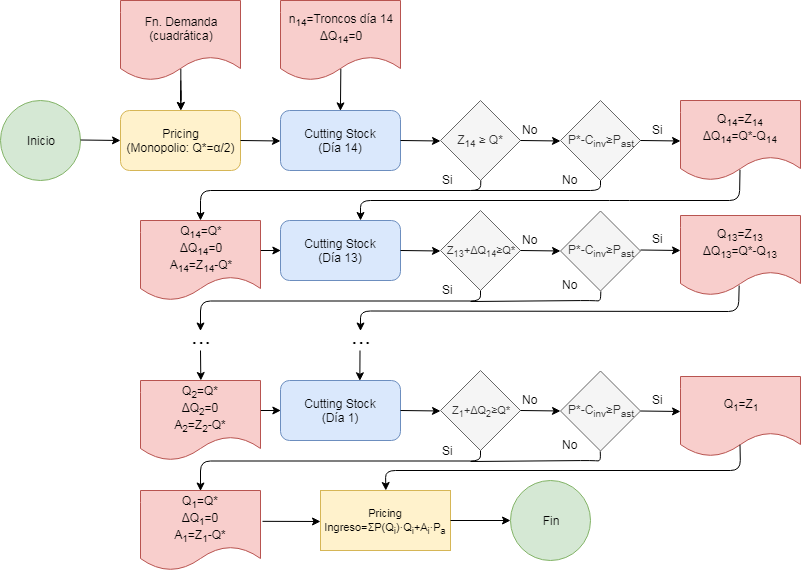 Fn. Demanda
(cuadrática)
n₁₄=Troncos día 14
ΔQ₁₄=0
Inicio
Pricing
(Monopolio: Q*=α/2)
Cutting Stock
(Día 14)
Z₁₄ ≥ Q*
No
P*-Cᵢₙᵥ≥Pₐₛₜ
Si
Q₁₄=Z₁₄
ΔQ₁₄=Q*-Q₁₄
Si
No
Q₁₄=Q*
ΔQ₁₄=0
A₁₄=Z₁₄-Q*
Cutting Stock
(Día 13)
Z₁₃+ΔQ₁₄≥Q*
No
P*-Cᵢₙᵥ≥Pₐₛₜ
Si
Q₁₃=Z₁₃
ΔQ₁₃=Q*-Q₁₃
Si
No
...
...
Q₂=Q*
ΔQ₂=0
A₂=Z₂-Q*
Cutting Stock
(Día 1)
Z₁+ΔQ₂≥Q*
No
P*-Cᵢₙᵥ≥Pₐₛₜ
Si
Q₁=Z₁
Si
No
Q₁=Q*
ΔQ₁=0
A₁=Z₁-Q*
Pricing
Ingreso=ΣP(Qᵢ)·Qᵢ+Aᵢ·Pₐ
Fin